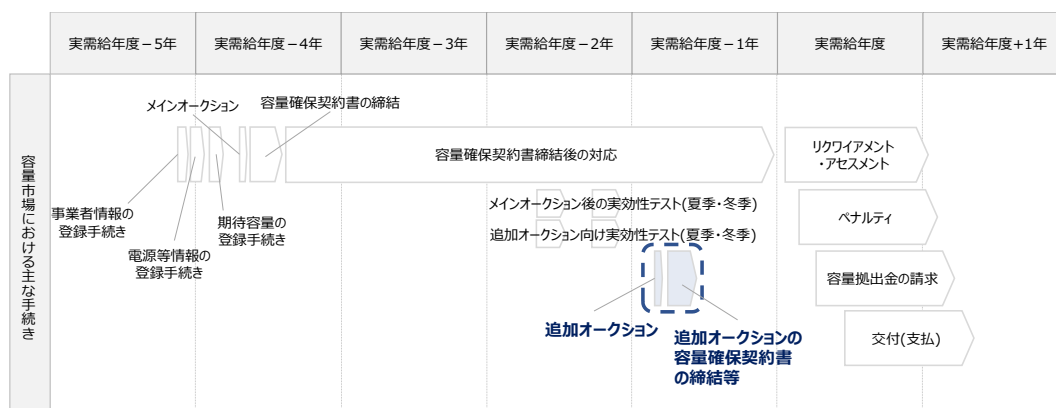 実需給年度－5年
実需給年度－4年
実需給年度－3年
実需給年度－2年
実需給年度－1年
実需給年度
実需給年度+1年
容量市場における主な手続き
メインオークション
容量確保契約書の締結
容量確保契約書締結後の対応
リクワイアメント
・アセスメント
事業者情報の
登録手続き
期待容量の
登録手続き
電源等情報の
登録手続き
メインオークション後の実効性テスト(夏季・冬季)
追加オークション向け実効性テスト(夏季・冬季)
ペナルティ
容量拠出金の請求
追加オークション
追加オークションの
容量確保契約書
の締結等
交付(支払)